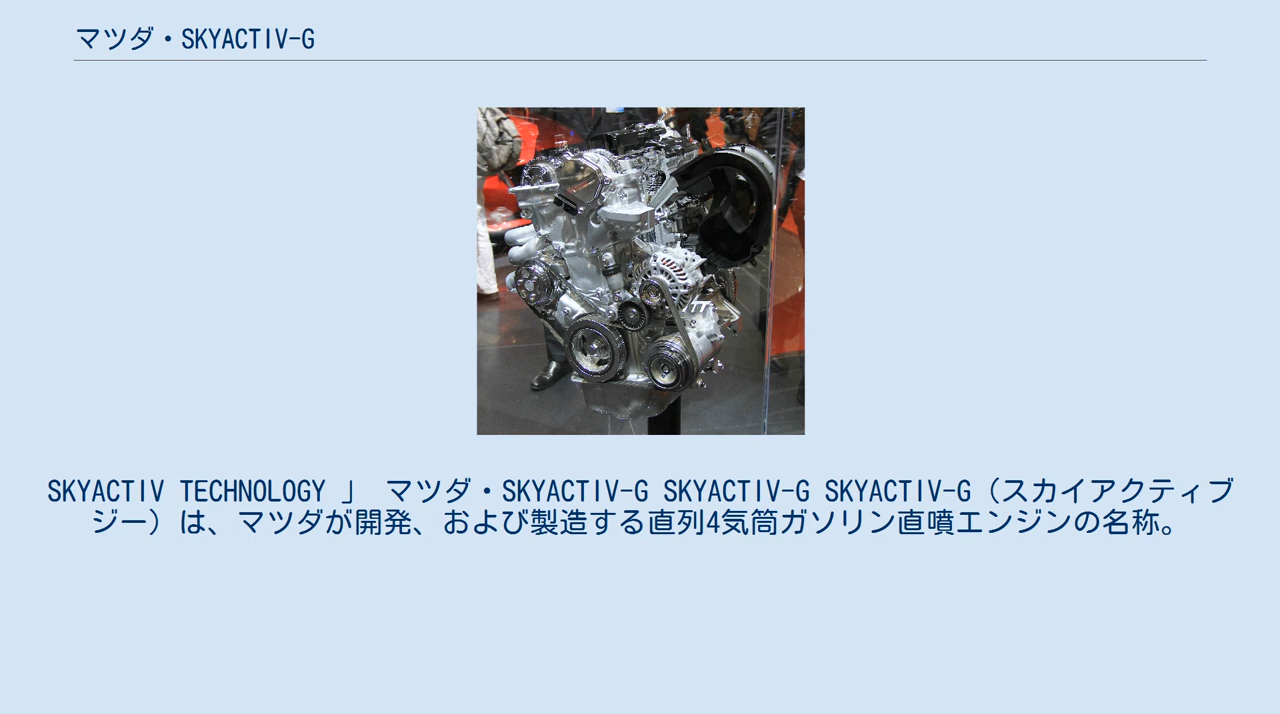 マツダ・SKYACTIV-G
SKYACTIV TECHNOLOGY 」 マツダ・SKYACTIV-G SKYACTIV-G SKYACTIV-G（スカイアクティブ
ジー）は、マツダが開発、および製造する直列4気筒ガソリン直噴エンジンの名称。